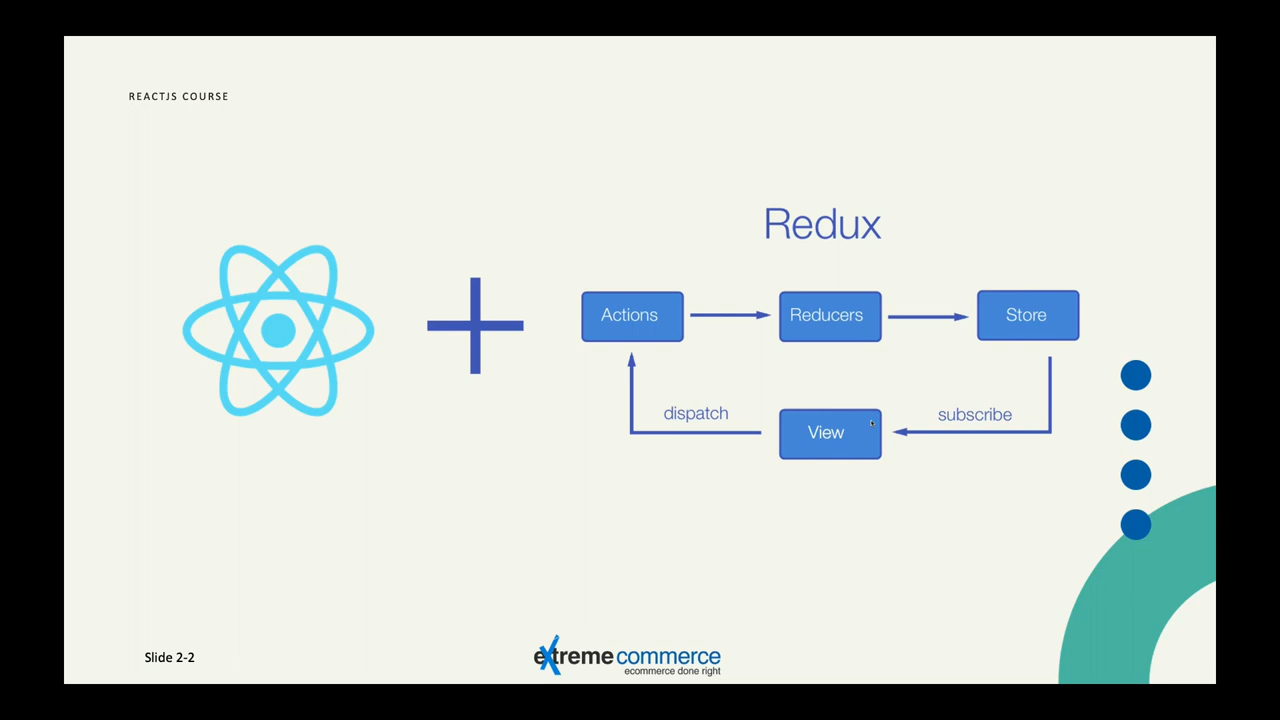 REACTJS COURSE
Redux
Actions
Reducers
Store
dispatch
View
subscribe
Slide 2-2
extreme commerce
ecommerce done right